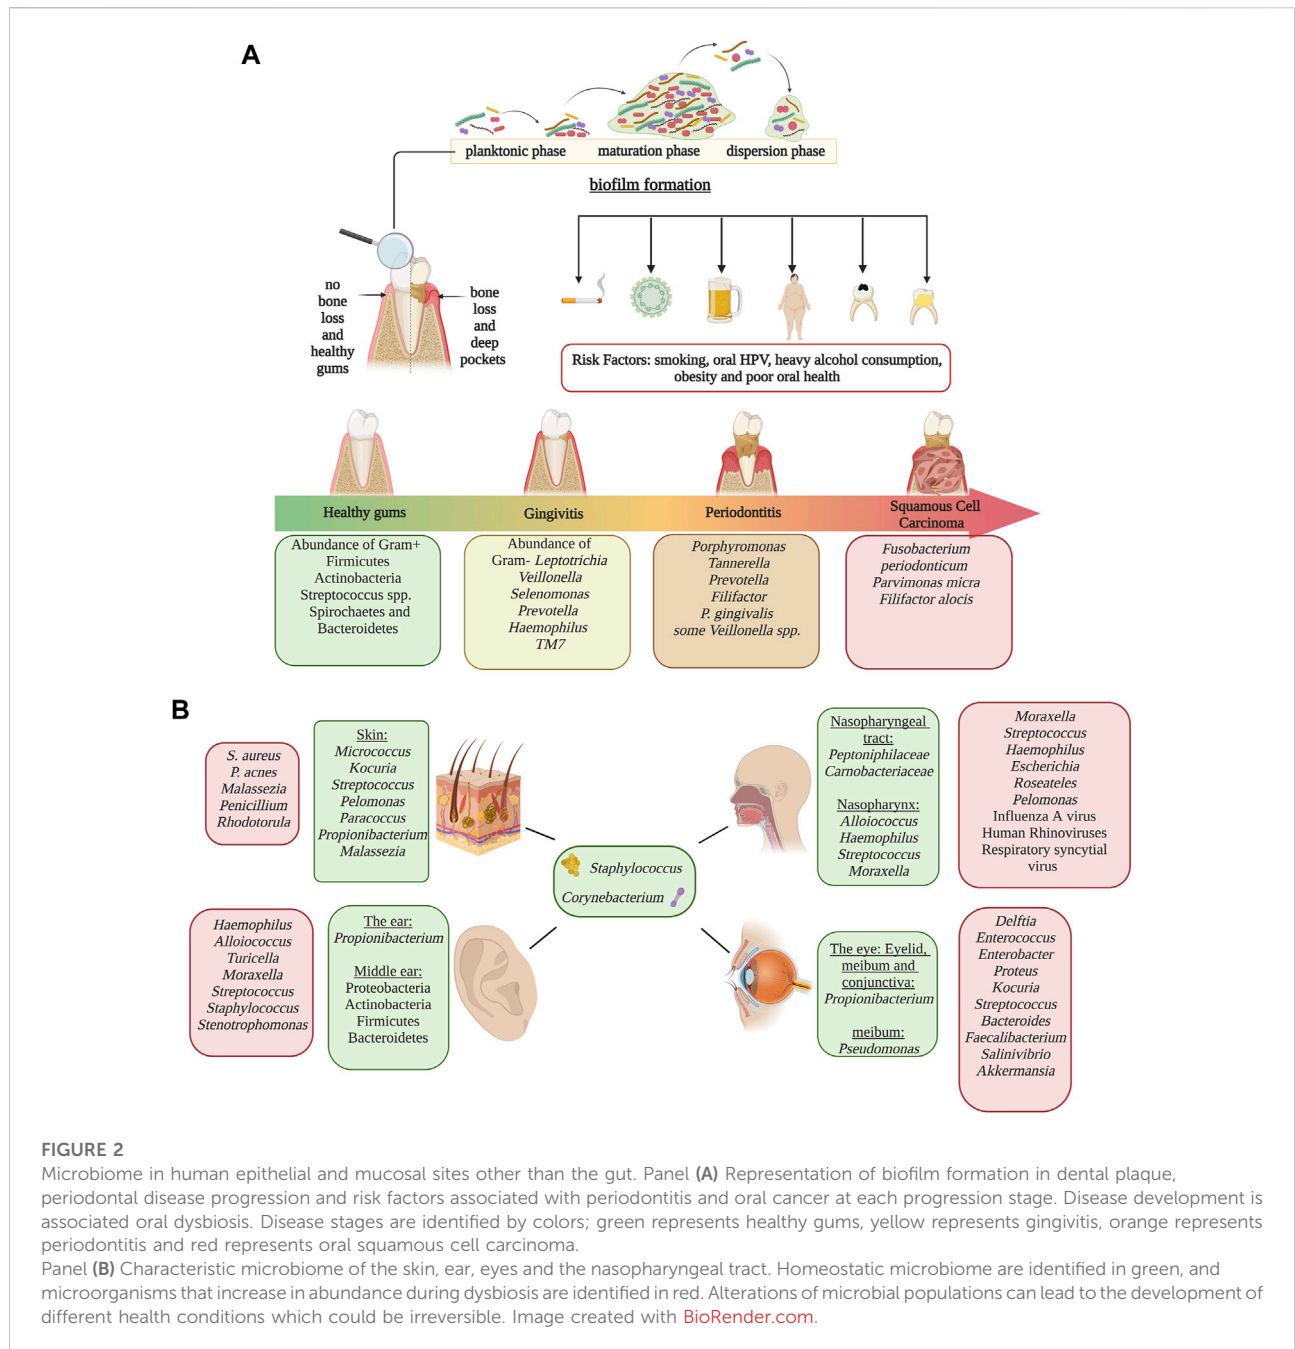 A
planktonic phase
maturation phase
dispersion phase
biofilm formation
no
bone
loss
and
healthy
gums
bone
loss
and
deep
pockets
Risk Factors: smoking, oral HPV, heavy alcohol consumption,
obesity and poor oral health
Healthy gums
Gingivitis
Periodontitis
Squamous Cell
Carcinoma
Abundance of Gram+
Firmicutes
Actinobacteria
Streptococcus spp.
Spirochaetes and
Bacteroidetes
Abundance of
Gram- Leptotrichia
Veillonella
Selenomonas
Prevotella
Haemophilus
TM7
Porphyromonas
Tannerella
Prevotella
Filifactor
P. gingivalis
some Veillonella spp.
Fusobacterium
periodonticum
Parvimonas micra
Filifactor alocis
B
S. aureus
P. acnes
Malassezia
Penicillium
Rhodotorula
Skin:
Micrococcus
Kocuria
Streptococcus
Pelomonas
Paracoccus
Propionibacterium
Malassezia
Nasopharyngeal
tract:
Peptoniphilaceae
Carnobacteriaceae
Nasopharynx:
Alloiococcus
Haemophilus
Streptococcus
Moraxella
Moraxella
Streptococcus
Haemophilus
Escherichia
Roseateles
Pelomonas
Influenza A virus
Human Rhinoviruses
Respiratory syncytial
virus
Staphylococcus
Corynebacterium
Haemophilus
Alloiococcus
Turicella
Moraxella
Streptococcus
Staphylococcus
Stenotrophomonas
The ear:
Propionibacterium
Middle ear:
Proteobacteria
Actinobacteria
Firmicutes
Bacteroidetes
The eye: Eyelid,
meibum and
conjunctiva:
Propionibacterium
meibum:
Pseudomonas
Delftia
Enterococcus
Enterobacter
Proteus
Kocuria
Streptococcus
Bacteroides
Faecalibacterium
Salinivibrio
Akkermansia
FIGURE 2
Microbiome in human epithelial and mucosal sites other than the gut. Panel (A) Representation of biofilm formation in dental plaque,
periodontal disease progression and risk factors associated with periodontitis and oral cancer at each progression stage. Disease development is
associated oral dysbiosis. Disease stages are identified by colors; green represents healthy gums, yellow represents gingivitis, orange represents
periodontitis and red represents oral squamous cell carcinoma.
Panel (B) Characteristic microbiome of the skin, ear, eyes and the nasopharyngeal tract. Homeostatic microbiome are identified in green, and
microorganisms that increase in abundance during dysbiosis are identified in red. Alterations of microbial populations can lead to the development of
different health conditions which could be irreversible. Image created with BioRender.com.